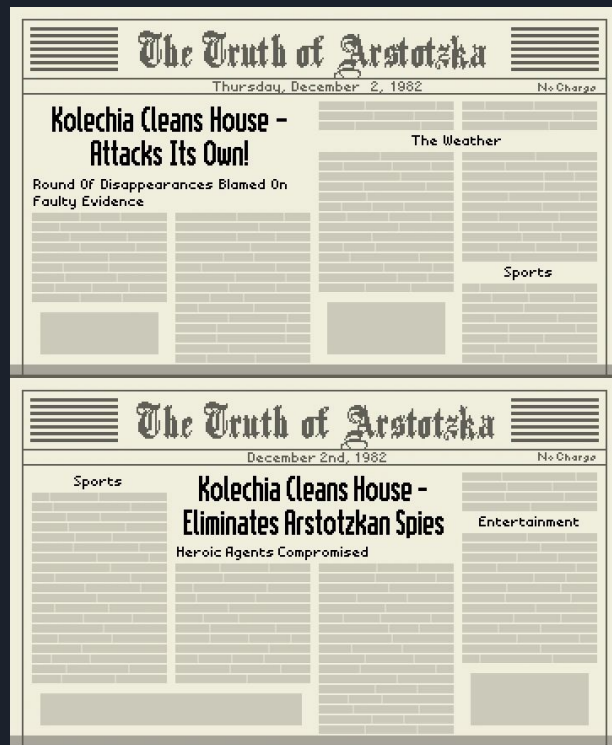 The Truth of Arstotzka
Thursday, December 2, 1982
No Charge
Kolechia Cleans House –
Attacks Its Own!
Round Of Disappearances Blamed On
Faulty Evidence
The Weather
Sports
The Truth of Arstotzka
December 2nd, 1982
No Charge
Sports
Kolechia Cleans House –
Eliminates Arstotzkan Spies
Heroic Agents Compromised
Entertainment